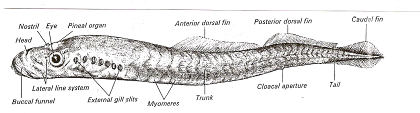 Nostril Eye Pineal organ
Anterior dorsal fin
Posterior dorsal fin
Caudal fin
Head
Lateral line system
Buccal funnel
External gill slits
Myomeres
Trunk
Cloacal aperture
Tail